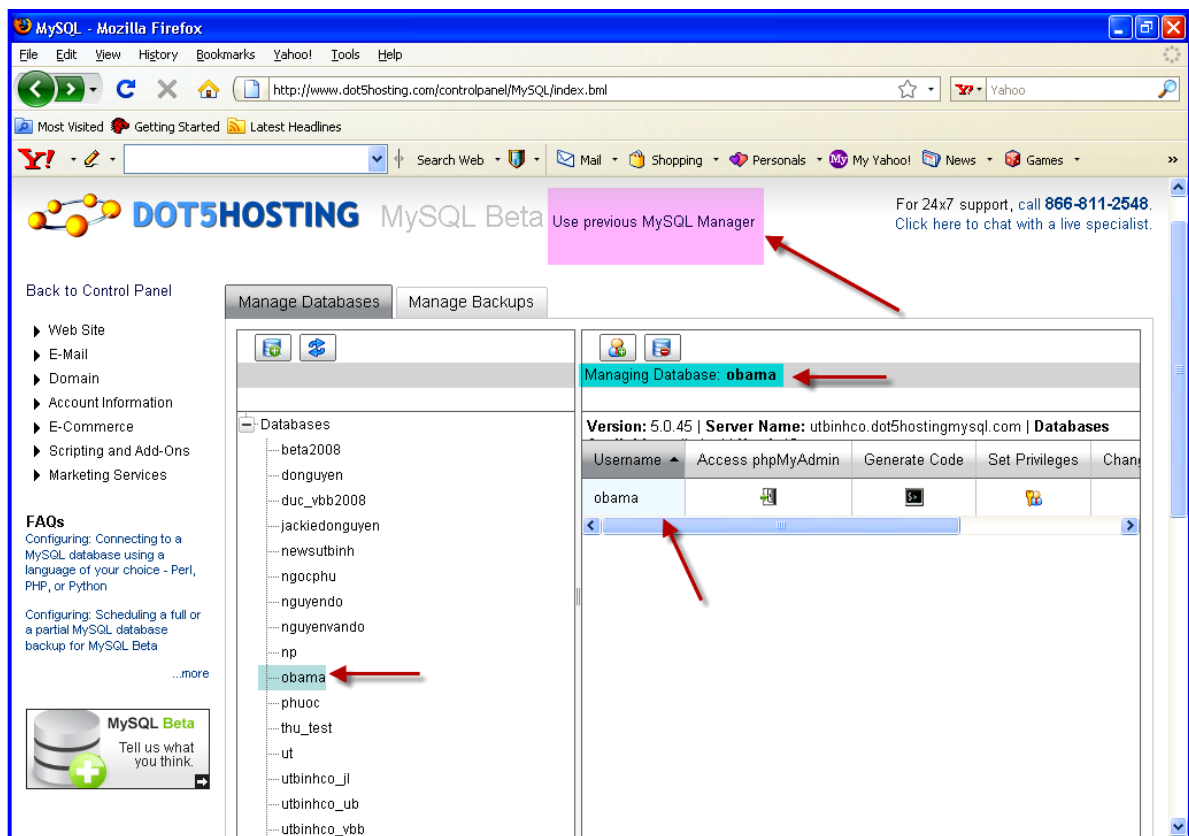 MySQL - Mozilla Firefox
File Edit View History Bookmarks Yahoo! Tools Help
http://www.dot5hosting.com/controlpanel/MySQL/index.bml
Yahoo
Most Visited Getting Started Latest Headlines
Y! Search Web Mail Shopping Personals My My Yahoo! News Games »
DOT5HOSTING MySQL Beta Use previous MySQL Manager
For 24x7 support, call 866-811-2548.
Click here to chat with a live specialist.
Back to Control Panel
Web Site
E-Mail
Domain
Account Information
E-Commerce
Scripting and Add-Ons
Marketing Services
FAQs
Configuring: Connecting to a
MySQL database using a
language of your choice - Perl,
PHP, or Python
Configuring: Scheduling a full or
a partial MySQL database
backup for MySQL Beta
...more
MySQL Beta
Tell us what
you think.
Manage Databases Manage Backups
Databases
beta2008
donguyen
duc_vbb2008
jackiedonguyen
newsutbinh
ngocphu
nguyendo
nguyenvando
np
obama
phuoc
thu_test
ut
utbinhco_jl
utbinhco_ub
utbinhco_vbb
Managing Database: obama
Version: 5.0.45 | Server Name: utbinhco.dot5hostingmysql.com | Databases
Username Access phpMyAdmin Generate Code Set Privileges Chang
obama